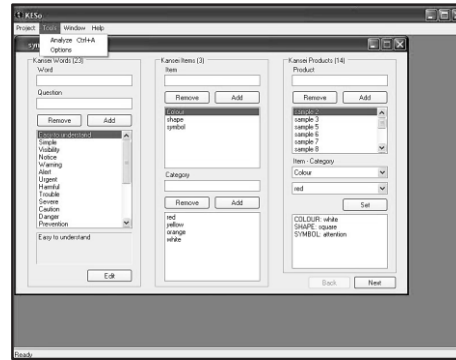 KESo
Project Tools Window Help
Analyze Ctrl+A
Options
Kansei Words (23)
Word
Question
Remove Add
Easy to understand
Simple
Visibility
Notice
Warning
Alert
Urgent
Harmful
Trouble
Severe
Caution
Danger
Prevention
Easy to understand
Edit
Kansei Items (3)
Item
Remove Add
Colour
shape
symbol
Category
Remove Add
red
yellow
orange
white
Kansei Products (14)
Product
Remove Add
sample 2
sample 3
sample 5
sample 6
sample 7
sample 8
Item - Category
Colour
red
Set
COLOUR: white
SHAPE: square
SYMBOL: attention
Back Next
Ready